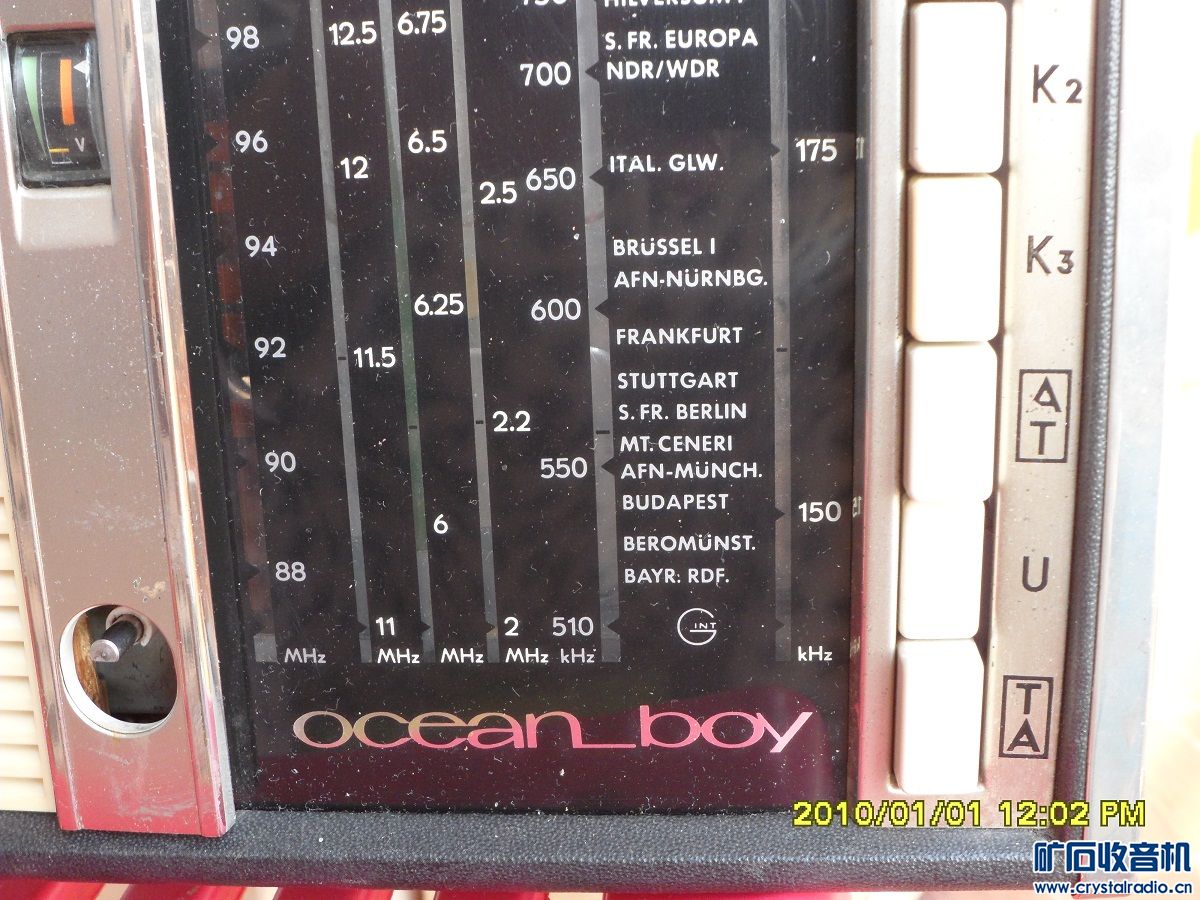 HILVERSUM I
98
12.5
6.75
S. FR. EUROPA
700
NDR/WDR
K2
V
96
12
6.5
2.5
650
ITAL. GLW.
175
94
6.25
600
BRÜSSEL I
AFN-NÜRNBG.
K3
92
11.5
FRANKFURT
STUTTGART
S. FR. BERLIN
2.2
MT. CENERI
AT
90
550
AFN-MÜNCH.
BUDAPEST
150
6
BEROMÜNST.
88
BAYR. RDF.
U
11
2
510
G INT
MHz
MHz
MHz
MHz
kHz
kHz
ocean_boy
TA
2010/01/01 12:02 PM
矿石收音机
www.crystalradio.cn